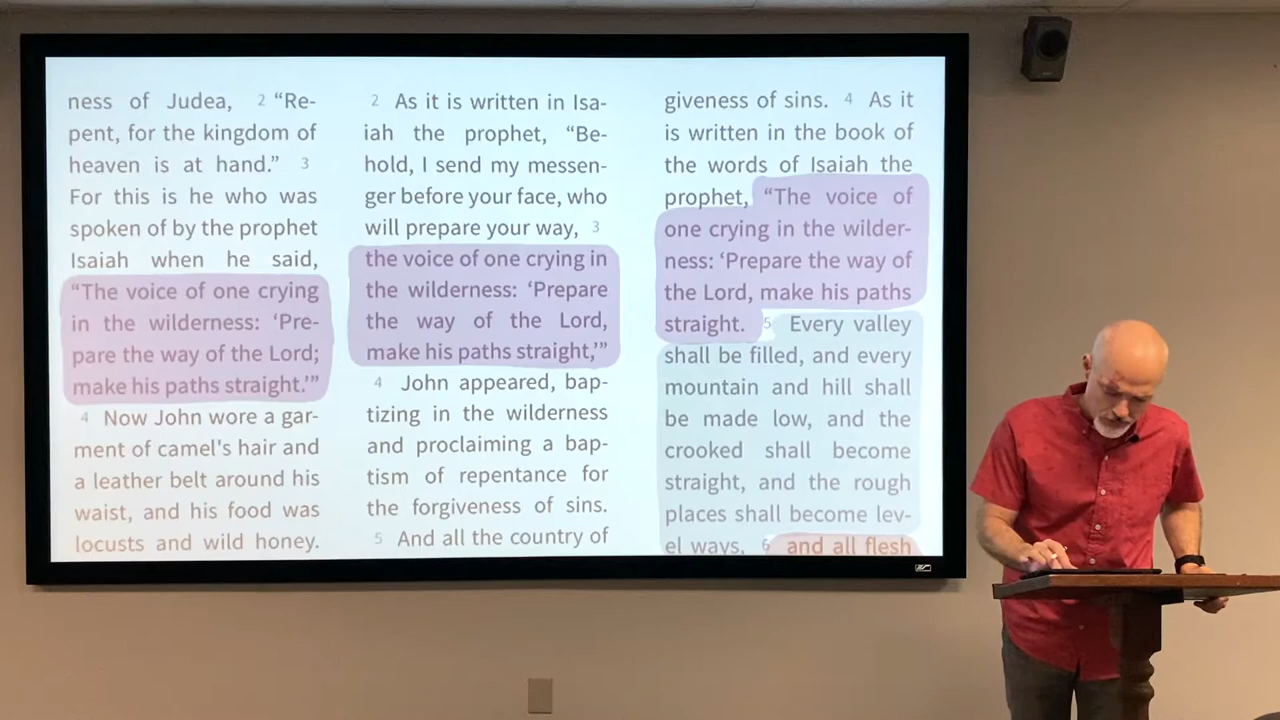 ness of Judea, 2 “Re-
pent, for the kingdom of
heaven is at hand.” 3
For this is he who was
spoken of by the prophet
Isaiah when he said,
“The voice of one crying
in the wilderness: ‘Pre-
pare the way of the Lord;
make his paths straight.’”
4 Now John wore a gar-
ment of camel's hair and
a leather belt around his
waist, and his food was
locusts and wild honey.
2 As it is written in Isa-
iah the prophet, “Be-
hold, I send my messen-
ger before your face, who
will prepare your way, 3
the voice of one crying in
the wilderness: ‘Prepare
the way of the Lord,
make his paths straight,’”
4 John appeared, bap-
tizing in the wilderness
and proclaiming a bap-
tism of repentance for
the forgiveness of sins.
5 And all the country of
giveness of sins. 4 As it
is written in the book of
the words of Isaiah the
prophet, “The voice of
one crying in the wilder-
ness: ‘Prepare the way of
the Lord, make his paths
straight. 5 Every valley
shall be filled, and every
mountain and hill shall
be made low, and the
crooked shall become
straight, and the rough
places shall become lev-
el ways, 6 and all flesh